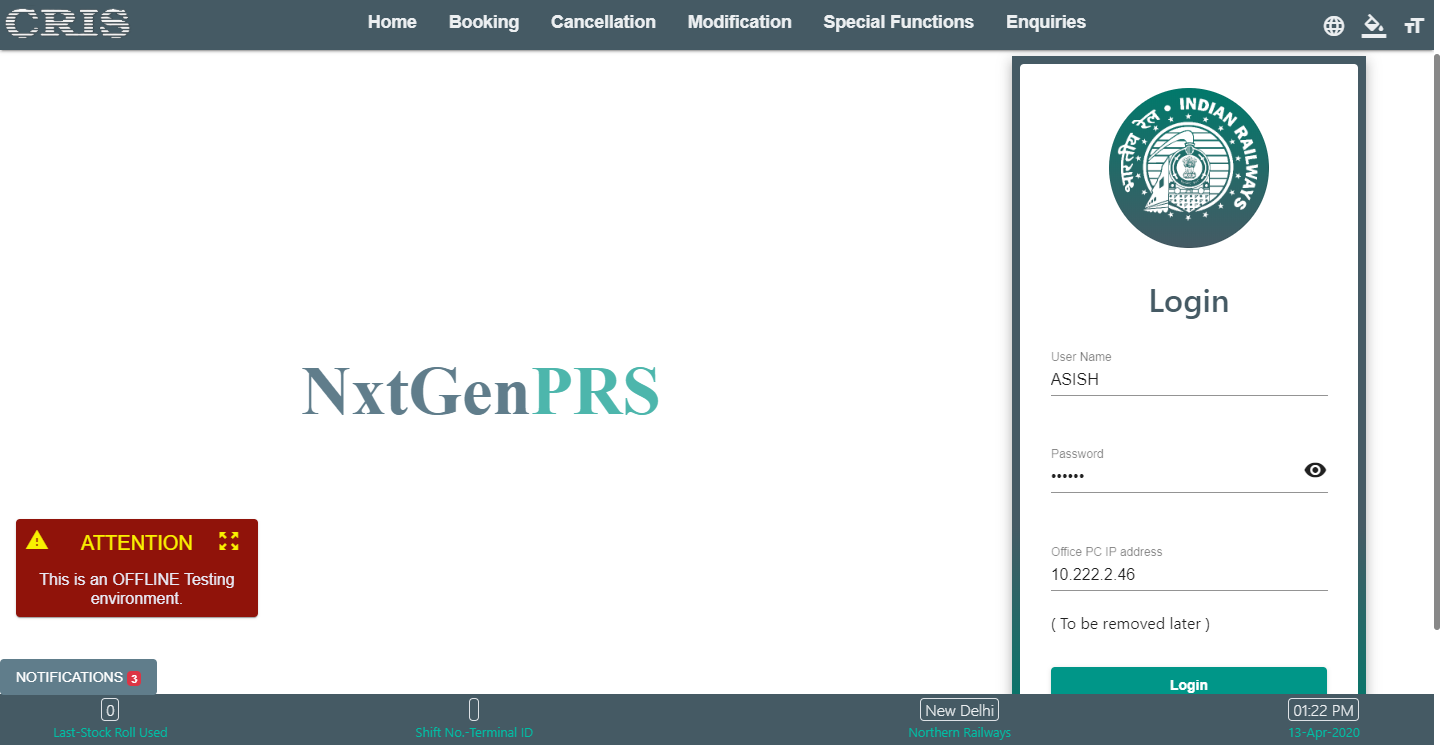 CRIS
Home Booking Cancellation Modification Special Functions Enquiries
भारतीय रेल • INDIAN RAILWAYS
Login
User Name
ASISH
Password
••••••
Office PC IP address
10.222.2.46
( To be removed later )
Login
NxtGenPRS
ATTENTION
This is an OFFLINE Testing
environment.
NOTIFICATIONS 3
0 New Delhi 01:22 PM
Last-Stock Roll Used Shift No.-Terminal ID Northern Railways 13-Apr-2020